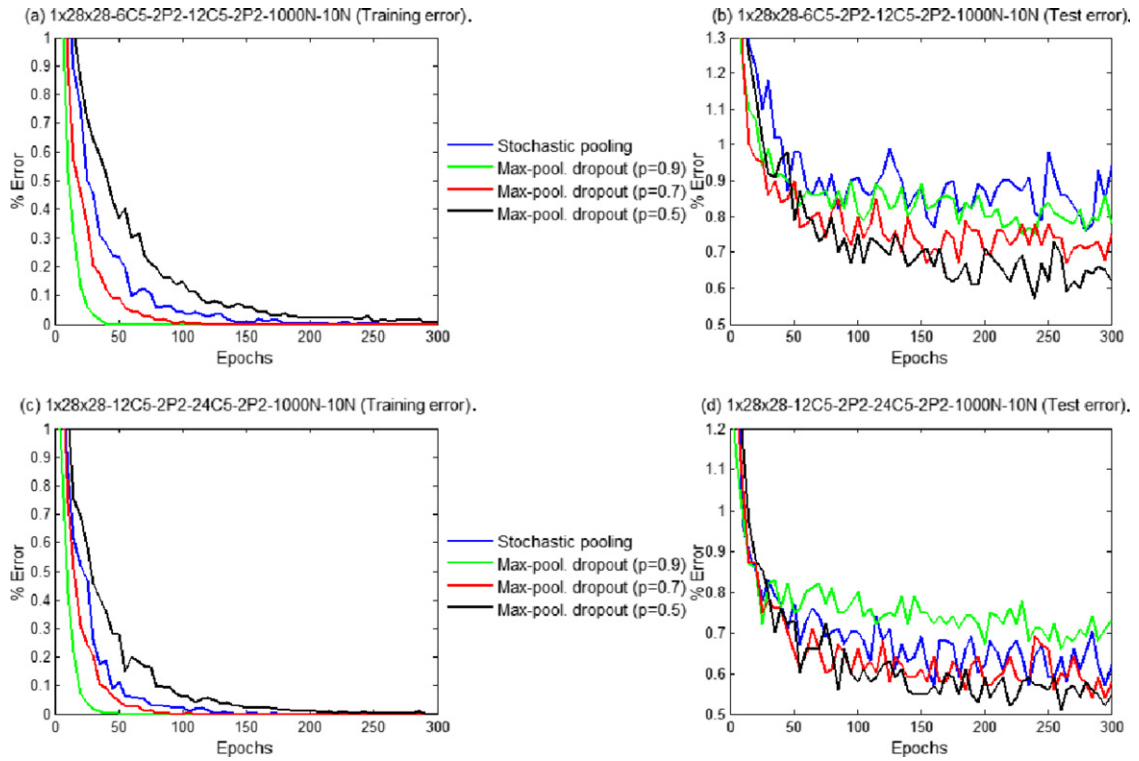 (a) 1x28x28-6C5-2P2-12C5-2P2-1000N-10N (Training error).
1
0.9
0.8
0.7
0.6
0.5
0.4
0.3
0.2
0.1
0
% Error
0 50 100 150 200 250 300
Epochs
Stochastic pooling
Max-pool. dropout (p=0.9)
Max-pool. dropout (p=0.7)
Max-pool. dropout (p=0.5)
(b) 1x28x28-6C5-2P2-12C5-2P2-1000N-10N (Test error).
1.3
1.2
1.1
1
0.9
0.8
0.7
0.6
0.5
% Error
0 50 100 150 200 250 300
Epochs
(c) 1x28x28-12C5-2P2-24C5-2P2-1000N-10N (Training error).
1
0.9
0.8
0.7
0.6
0.5
0.4
0.3
0.2
0.1
0
% Error
0 50 100 150 200 250 300
Epochs
Stochastic pooling
Max-pool. dropout (p=0.9)
Max-pool. dropout (p=0.7)
Max-pool. dropout (p=0.5)
(d) 1x28x28-12C5-2P2-24C5-2P2-1000N-10N (Test error).
1.2
1.1
1
0.9
0.8
0.7
0.6
0.5
% Error
0 50 100 150 200 250 300
Epochs